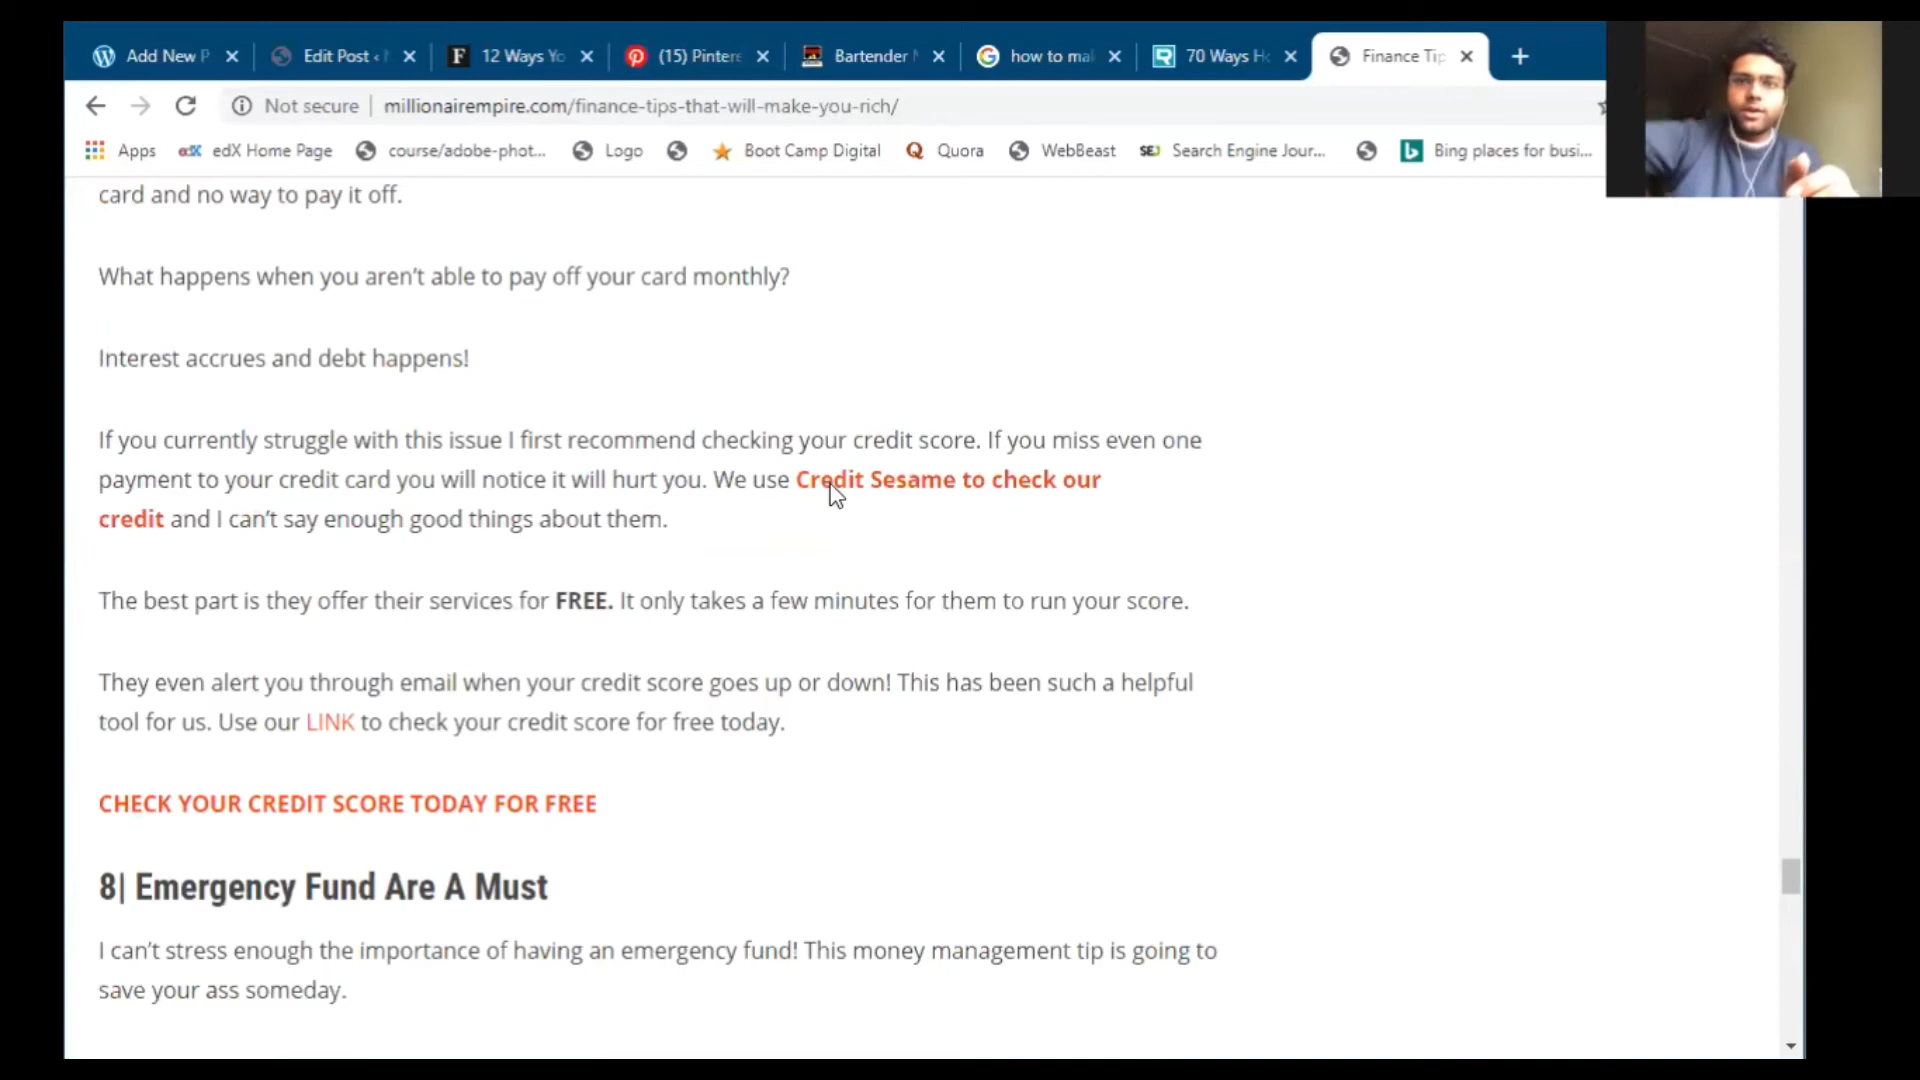 Add New P
Edit Post ‹
12 Ways Yo
(15) Pintere
Bartender
how to mal
70 Ways Ho
Finance Tip
Not secure | millionairempire.com/finance-tips-that-will-make-you-rich/
Apps
edX edX Home Page
course/adobe-phot...
Logo
Boot Camp Digital
Quora
WebBeast
SEJ Search Engine Jour...
Bing places for busi...
card and no way to pay it off.
What happens when you aren't able to pay off your card monthly?
Interest accrues and debt happens!
If you currently struggle with this issue I first recommend checking your credit score. If you miss even one
payment to your credit card you will notice it will hurt you. We use Credit Sesame to check our
credit and I can't say enough good things about them.
The best part is they offer their services for FREE. It only takes a few minutes for them to run your score.
They even alert you through email when your credit score goes up or down! This has been such a helpful
tool for us. Use our LINK to check your credit score for free today.
CHECK YOUR CREDIT SCORE TODAY FOR FREE
8| Emergency Fund Are A Must
I can't stress enough the importance of having an emergency fund! This money management tip is going to
save your ass someday.